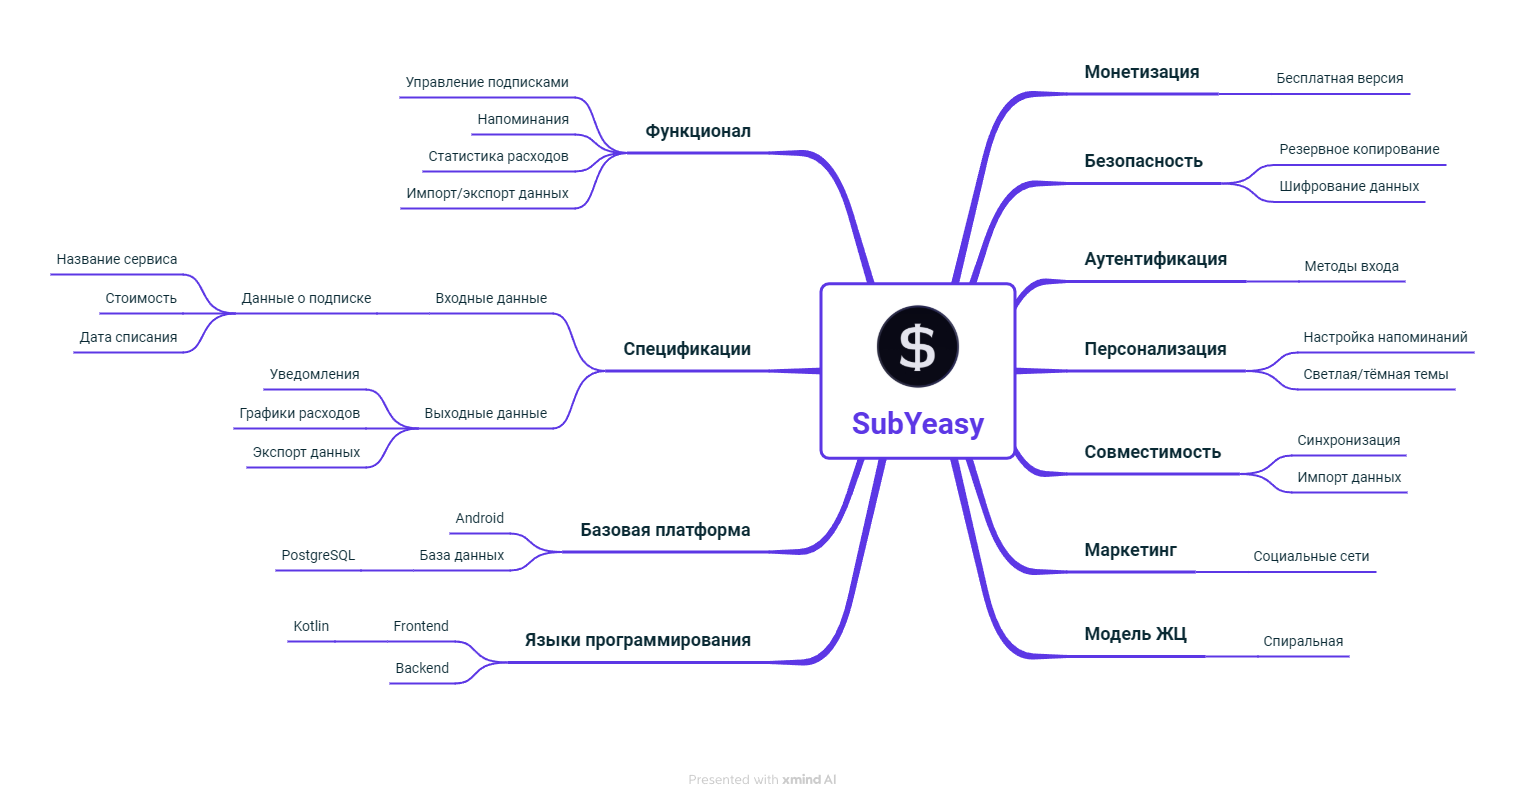 SubYeasy
$
Монетизация
Бесплатная версия
Безопасность
Резервное копирование
Шифрование данных
Аутентификация
Методы входа
Персонализация
Настройка напоминаний
Светлая/тёмная темы
Совместимость
Синхронизация
Импорт данных
Маркетинг
Социальные сети
Модель ЖЦ
Спиральная
Функционал
Управление подписками
Напоминания
Статистика расходов
Импорт/экспорт данных
Спецификации
Входные данные
Данные о подписке
Название сервиса
Стоимость
Дата списания
Выходные данные
Уведомления
Графики расходов
Экспорт данных
Базовая платформа
Android
База данных
PostgreSQL
Языки программирования
Frontend
Kotlin
Backend
Presented with xmind AI